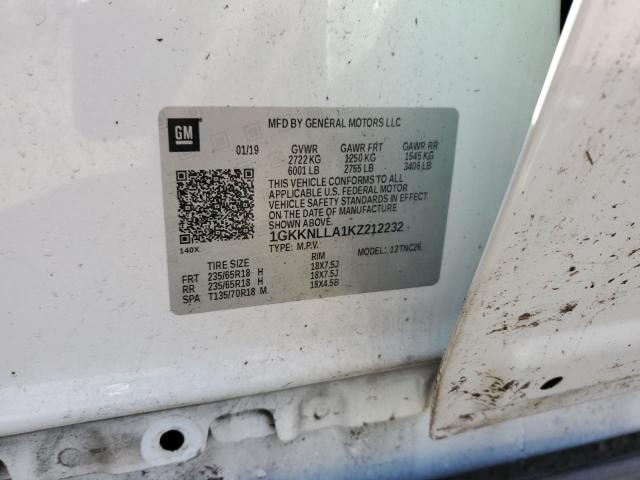 GM
MFD BY GENERAL MOTORS LLC
01/19 GVWR GAWR FRT GAWR RR
2722 KG 1250 KG 1545 KG
6001 LB 2755 LB 3406 LB
THIS VEHICLE CONFORMS TO ALL
APPLICABLE U.S. FEDERAL MOTOR
VEHICLE SAFETY STANDARDS IN EFFECT
ON THE DATE OF MANUFACTURE
SHOWN ABOVE.
1GKKNLLA1KZ212232
140X TYPE: M.P.V. MODEL: 12TNC26
TIRE SIZE RIM
FRT 235/65R18 H 18X7.5J
RR 235/65R18 H 18X7.5J
SPA T135/70R18 M 18X4.5B